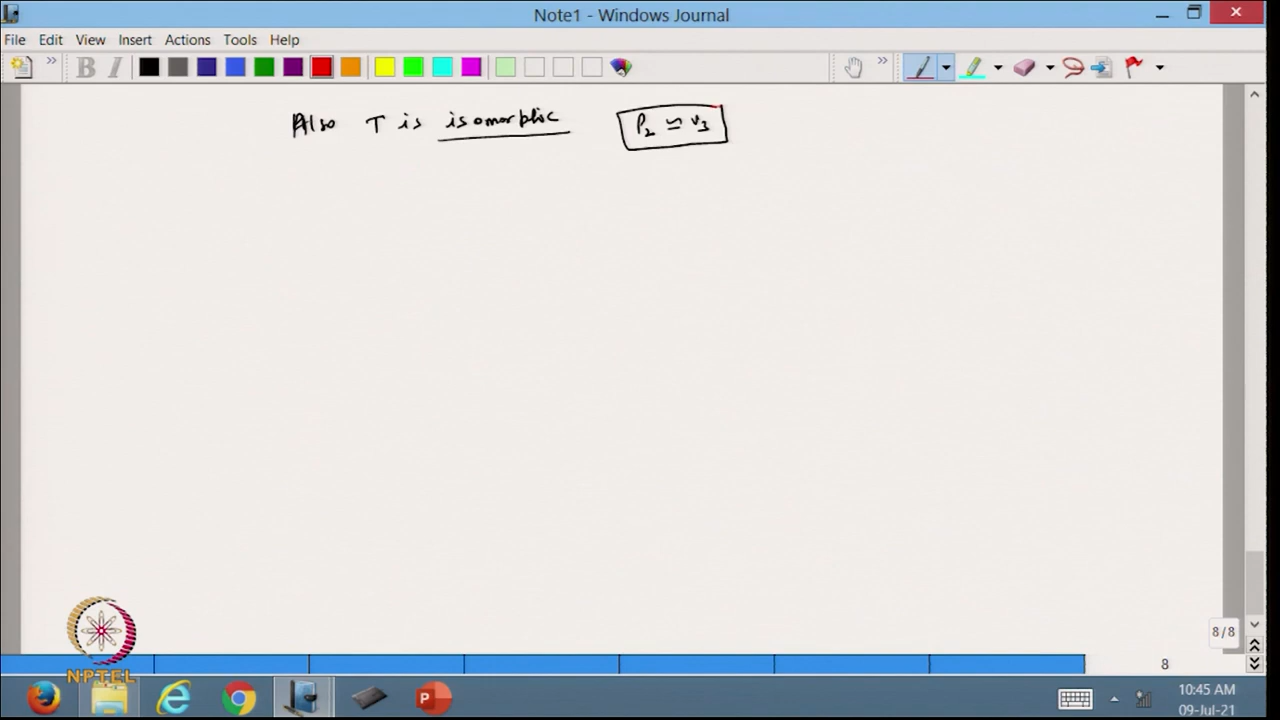 Note1 - Windows Journal
File Edit View Insert Actions Tools Help
B I
Also T is isomorphic P₂ ≃ V₃
8/8
8
NPTEL
10:45 AM
09-Jul-21